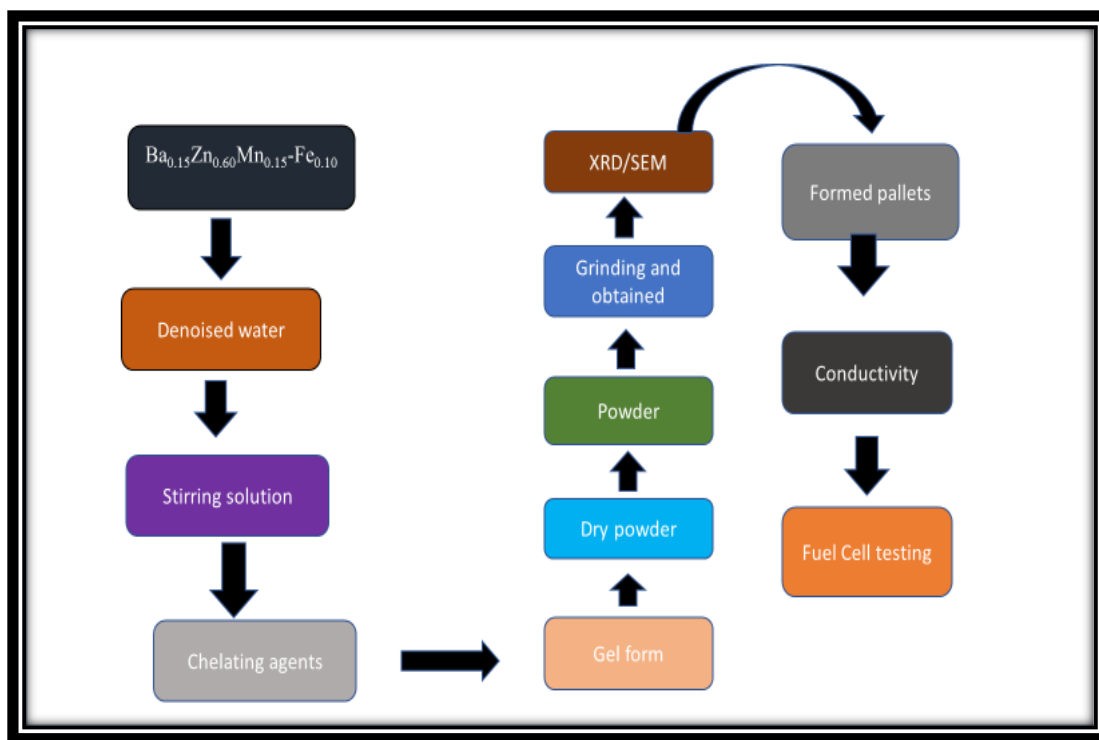 Ba0.15Zn0.60Mn0.15-Fe0.10
Denoised water
Stirring solution
Chelating agents
Gel form
Dry powder
Powder
Grinding and
obtained
XRD/SEM
Formed pallets
Conductivity
Fuel Cell testing